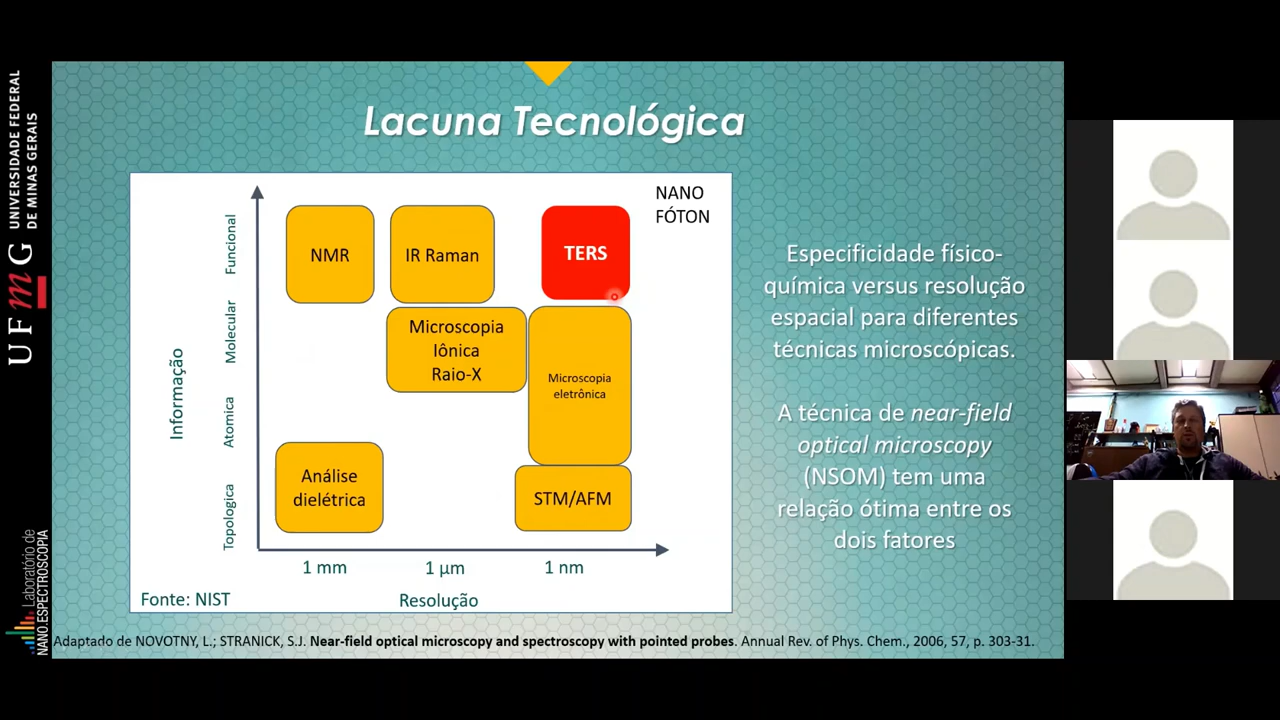 UFMG
UNIVERSIDADE FEDERAL
DE MINAS GERAIS
Laboratório de
NANO.ESPECTROSCOPIA
Lacuna Tecnológica
NANO
FÓTON
Informação
Funcional
Molecular
Atomica
Topologica
NMR
IR Raman
TERS
Microscopia
Iônica
Raio-X
Microscopia
eletrônica
Análise
dielétrica
STM/AFM
1 mm
1 µm
1 nm
Fonte: NIST
Resolução
Especificidade físico-
química versus resolução
espacial para diferentes
técnicas microscópicas.
A técnica de near-field
optical microscopy
(NSOM) tem uma
relação ótima entre os
dois fatores
Adaptado de NOVOTNY, L.; STRANICK, S.J. Near-field optical microscopy and spectroscopy with pointed probes. Annual Rev. of Phys. Chem., 2006, 57, p. 303-31.